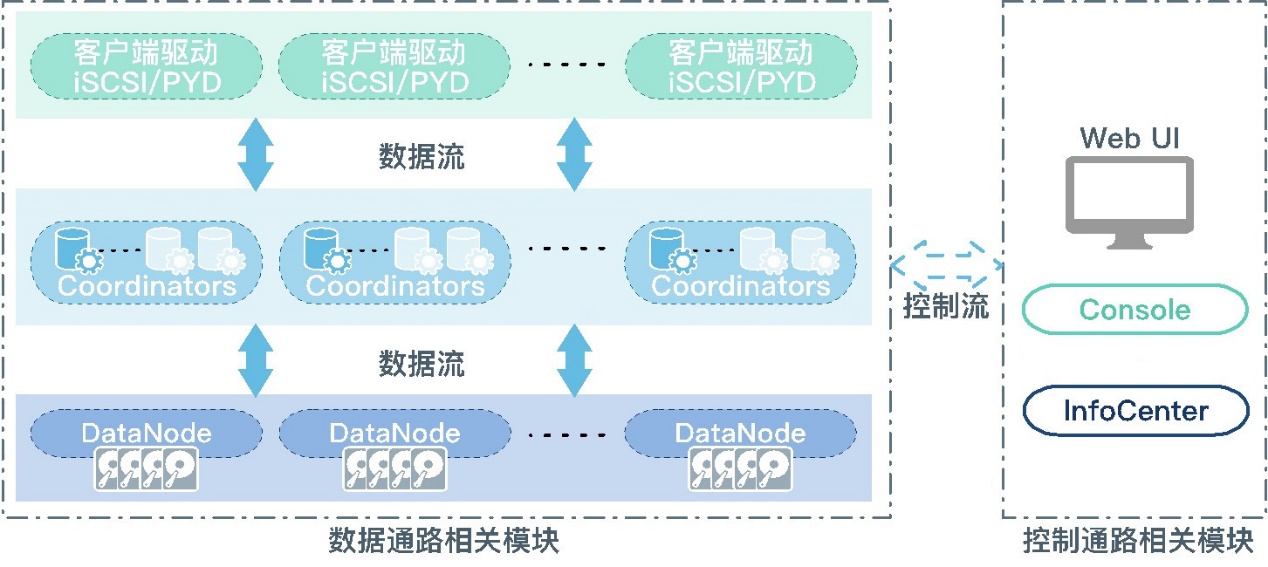 客户端驱动
iSCSI/PYD
客户端驱动
iSCSI/PYD
客户端驱动
iSCSI/PYD
数据流
Coordinators
Coordinators
Coordinators
数据流
DataNode
DataNode
DataNode
数据通路相关模块
控制流
Web UI
Console
InfoCenter
控制通路相关模块